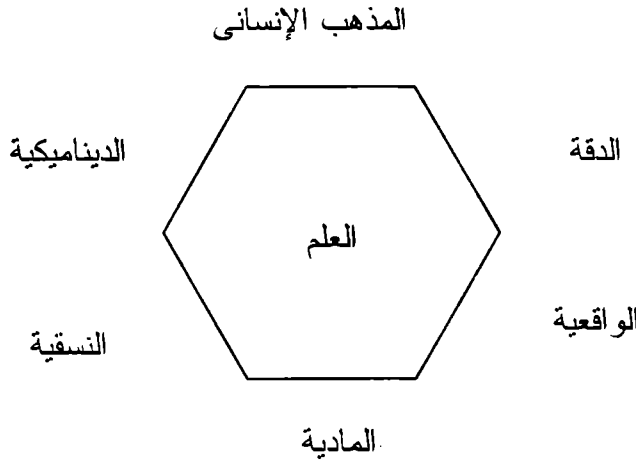 المذهب الإنسانى
الدقة
الديناميكية
العلم
الواقعية
النسقية
المادية